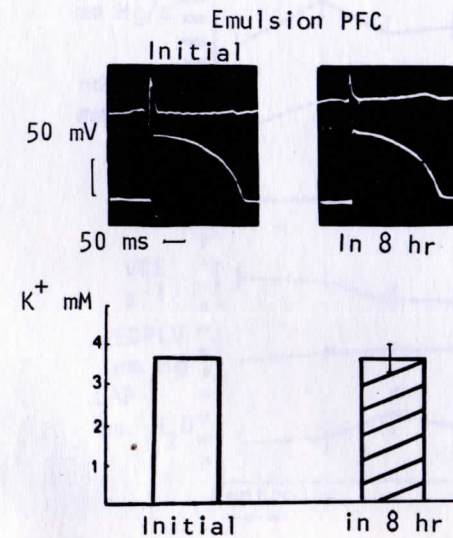 Emulsion PFC
Initial
50 mV
50 ms
In 8 hr
K+ mM
4
3
2
1
Initial
in 8 hr